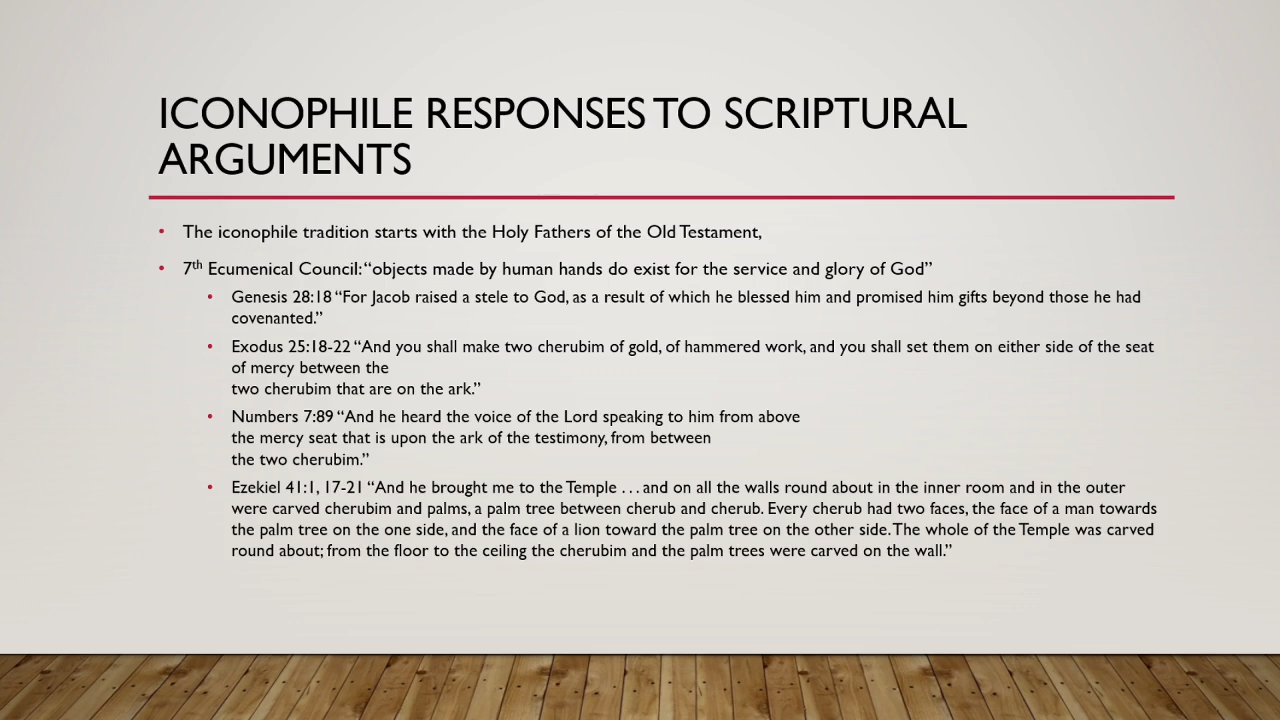 ICONOPHILE RESPONSES TO SCRIPTURAL
ARGUMENTS
• The iconophile tradition starts with the Holy Fathers of the Old Testament,
• 7th Ecumenical Council: “objects made by human hands do exist for the service and glory of God”
• Genesis 28:18 “For Jacob raised a stele to God, as a result of which he blessed him and promised him gifts beyond those he had
covenanted.”
• Exodus 25:18-22 “And you shall make two cherubim of gold, of hammered work, and you shall set them on either side of the seat
of mercy between the
two cherubim that are on the ark.”
• Numbers 7:89 “And he heard the voice of the Lord speaking to him from above
the mercy seat that is upon the ark of the testimony, from between
the two cherubim.”
• Ezekiel 41:1, 17-21 “And he brought me to the Temple . . . and on all the walls round about in the inner room and in the outer
were carved cherubim and palms, a palm tree between cherub and cherub. Every cherub had two faces, the face of a man towards
the palm tree on the one side, and the face of a lion toward the palm tree on the other side. The whole of the Temple was carved
round about; from the floor to the ceiling the cherubim and the palm trees were carved on the wall.”